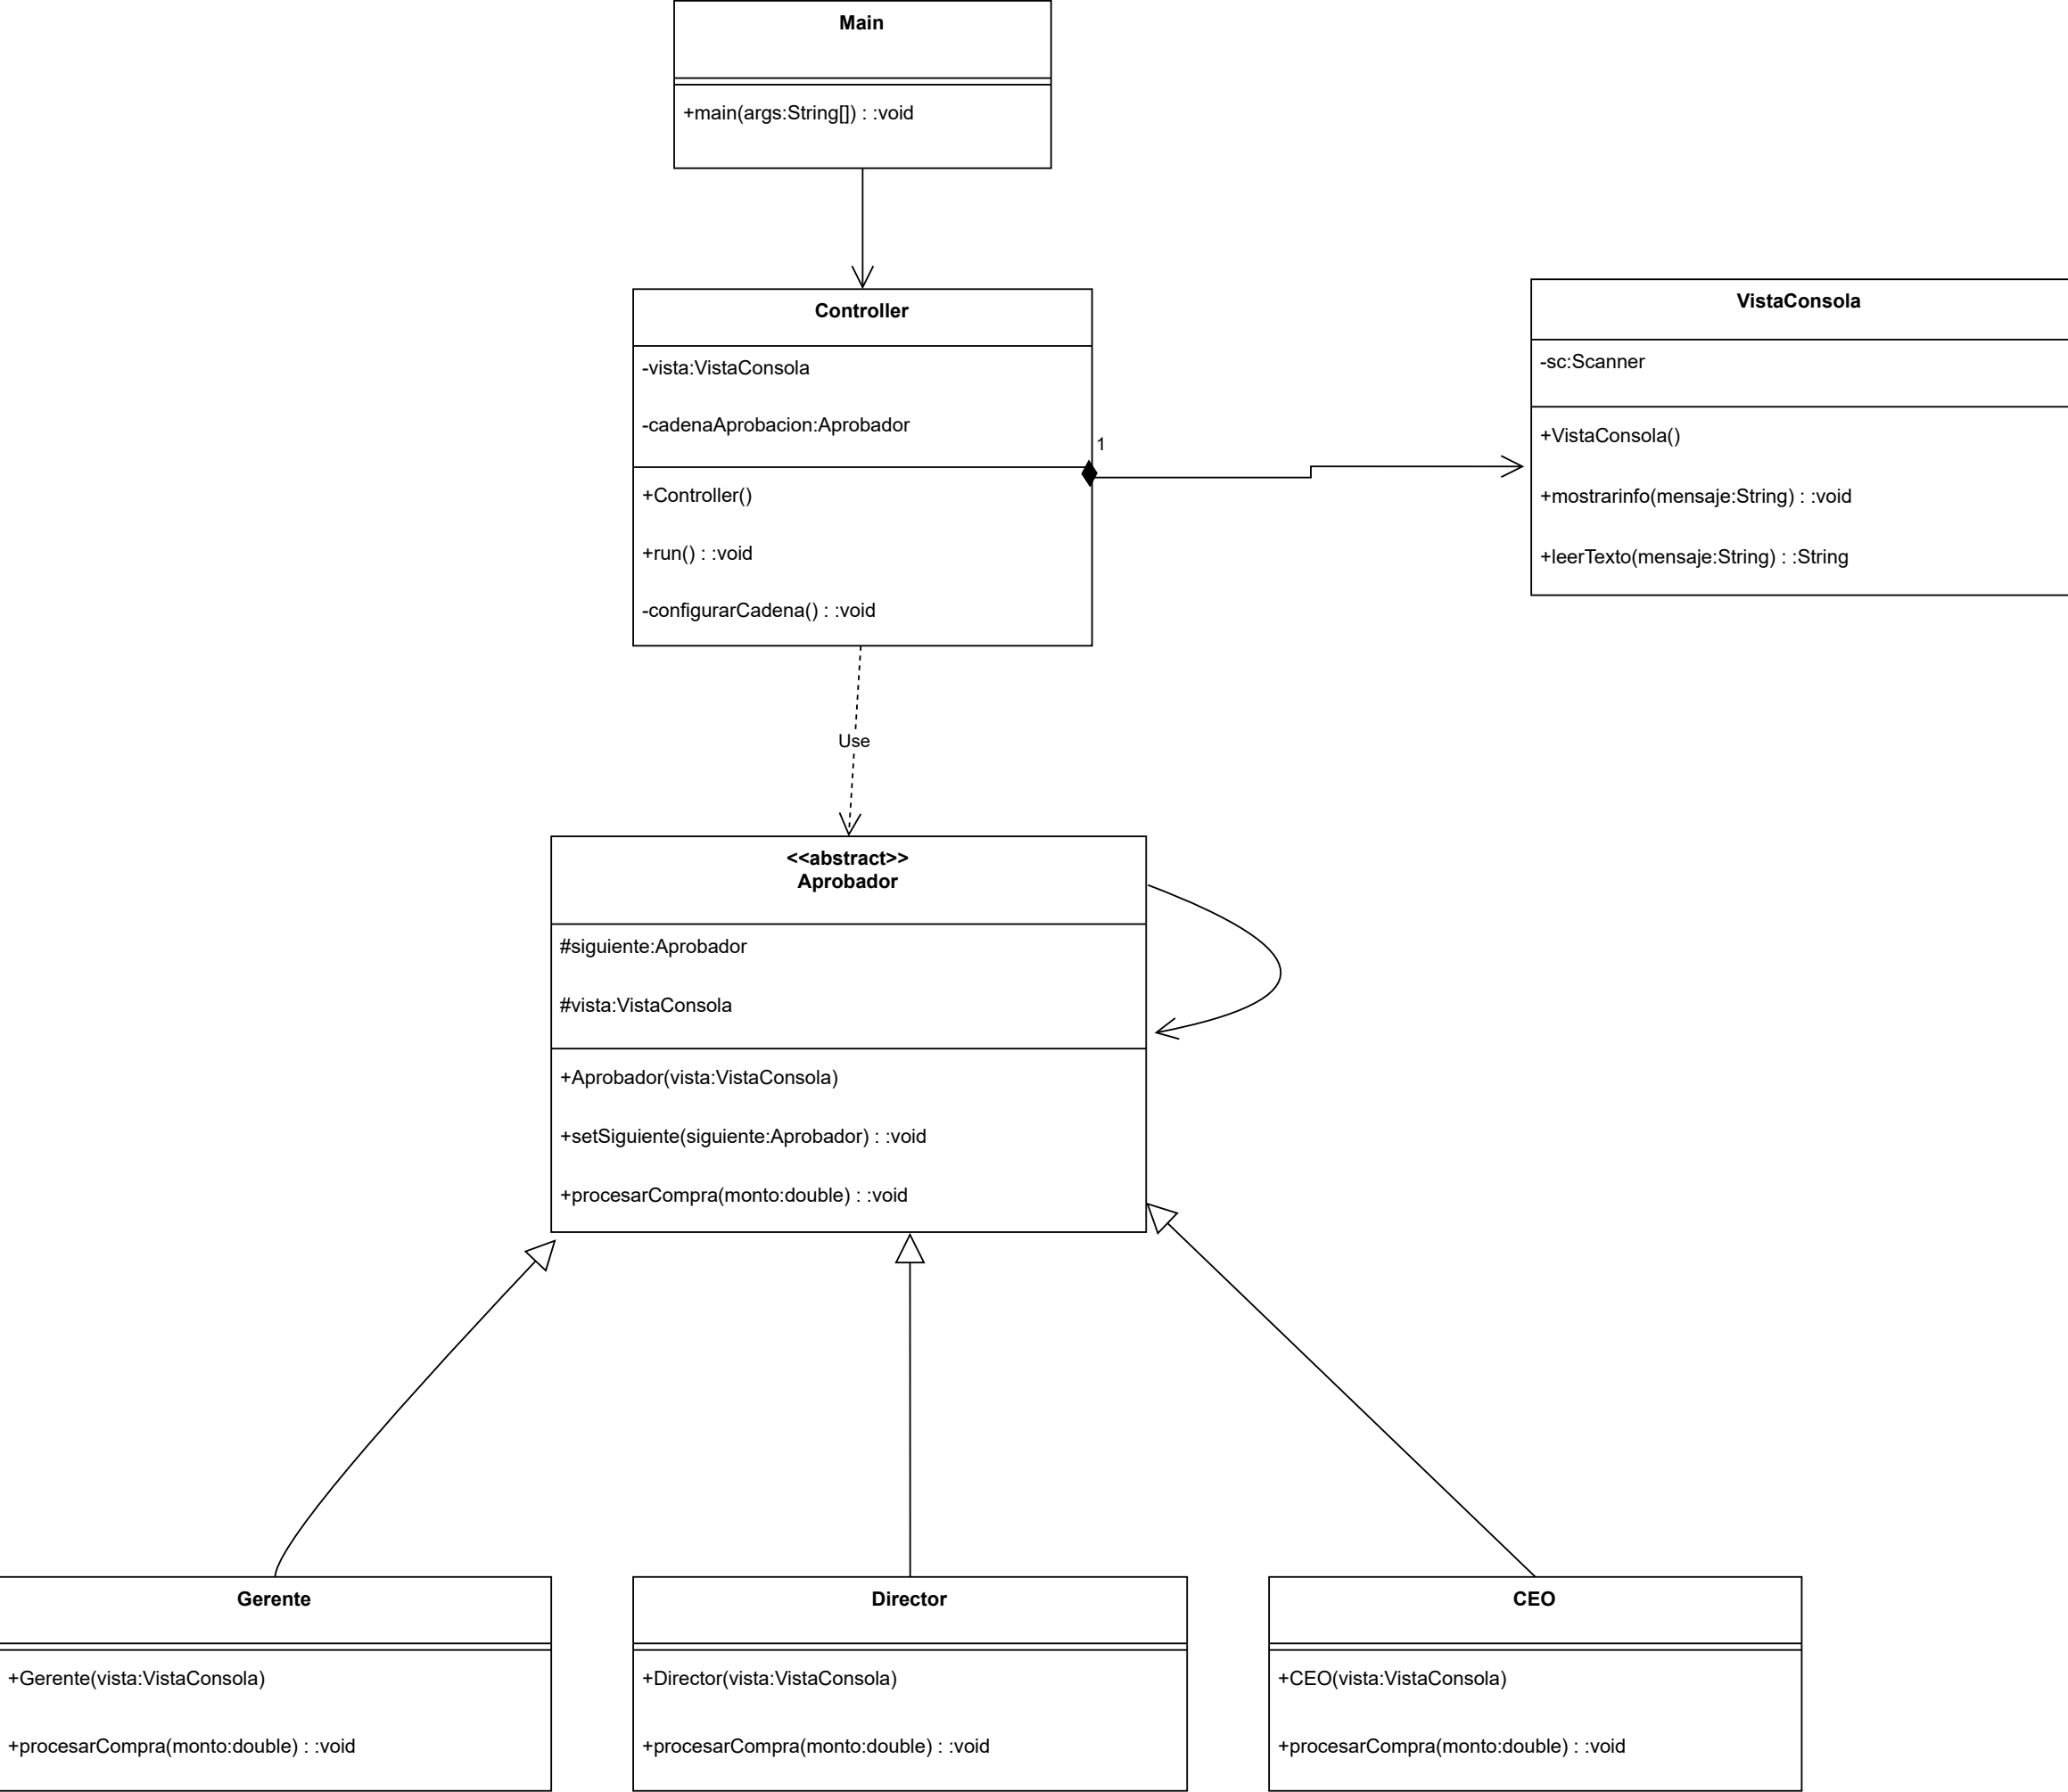 Main
+main(args:String[]) : :void
Controller
-vista:VistaConsola
-cadenaAprobacion:Aprobador
1
+Controller()
+run() : :void
-configurarCadena() : :void
VistaConsola
-sc:Scanner
+VistaConsola()
+mostrarinfo(mensaje:String) : :void
+leerTexto(mensaje:String) : :String
Use
<<abstract>>
Aprobador
#siguiente:Aprobador
#vista:VistaConsola
+Aprobador(vista:VistaConsola)
+setSiguiente(siguiente:Aprobador) : :void
+procesarCompra(monto:double) : :void
Gerente
+Gerente(vista:VistaConsola)
+procesarCompra(monto:double) : :void
Director
+Director(vista:VistaConsola)
+procesarCompra(monto:double) : :void
CEO
+CEO(vista:VistaConsola)
+procesarCompra(monto:double) : :void